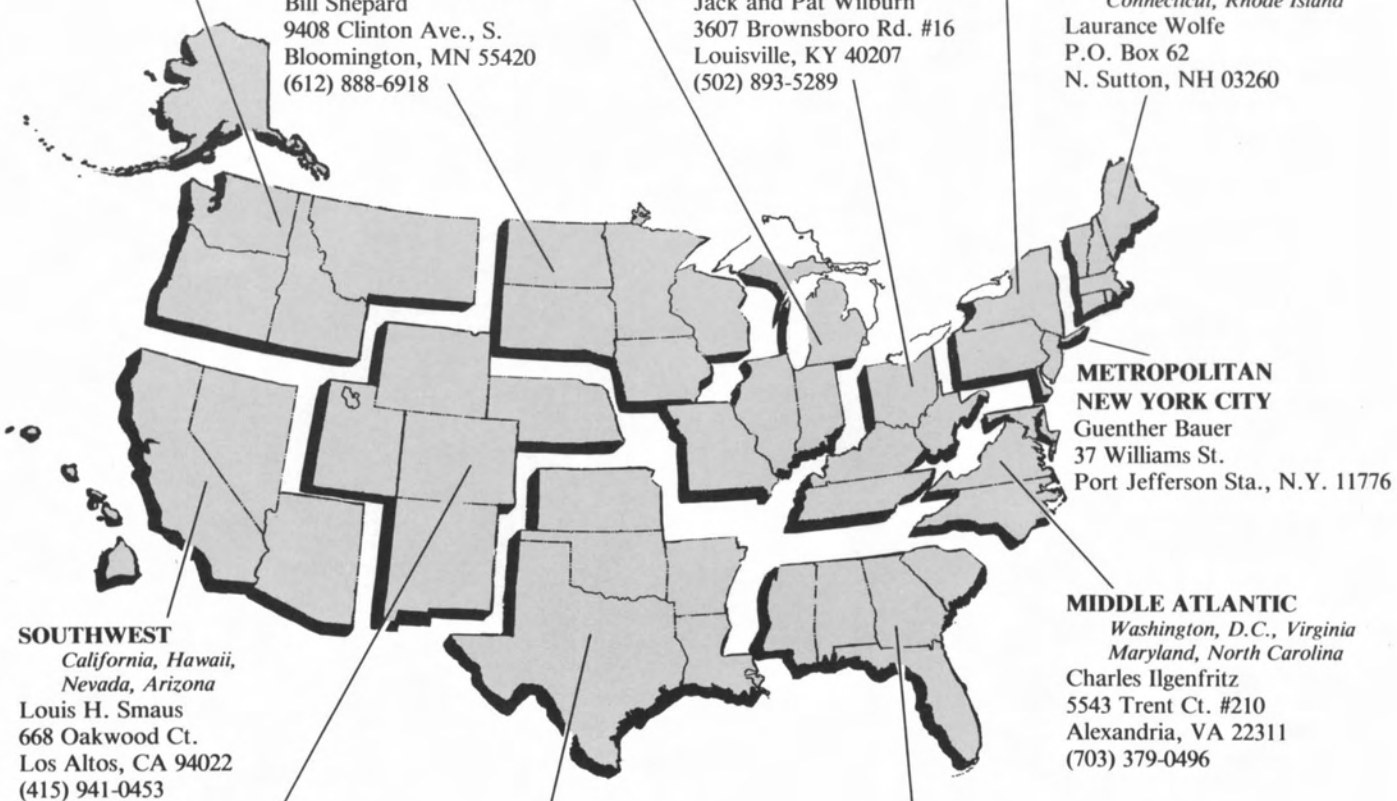 Bill Shepard
9408 Clinton Ave., S.
Bloomington, MN 55420
(612) 888-6918
Jack and Pat Wilburn
3607 Brownsboro Rd. #16
Louisville, KY 40207
(502) 893-5289
Connecticut, Rhode Island
Laurance Wolfe
P.O. Box 62
N. Sutton, NH 03260
METROPOLITAN
NEW YORK CITY
Guenther Bauer
37 Williams St.
Port Jefferson Sta., N.Y. 11776
SOUTHWEST
California, Hawaii,
Nevada, Arizona
Louis H. Smaus
668 Oakwood Ct.
Los Altos, CA 94022
(415) 941-0453
MIDDLE ATLANTIC
Washington, D.C., Virginia
Maryland, North Carolina
Charles Ilgenfritz
5543 Trent Ct. #210
Alexandria, VA 22311
(703) 379-0496